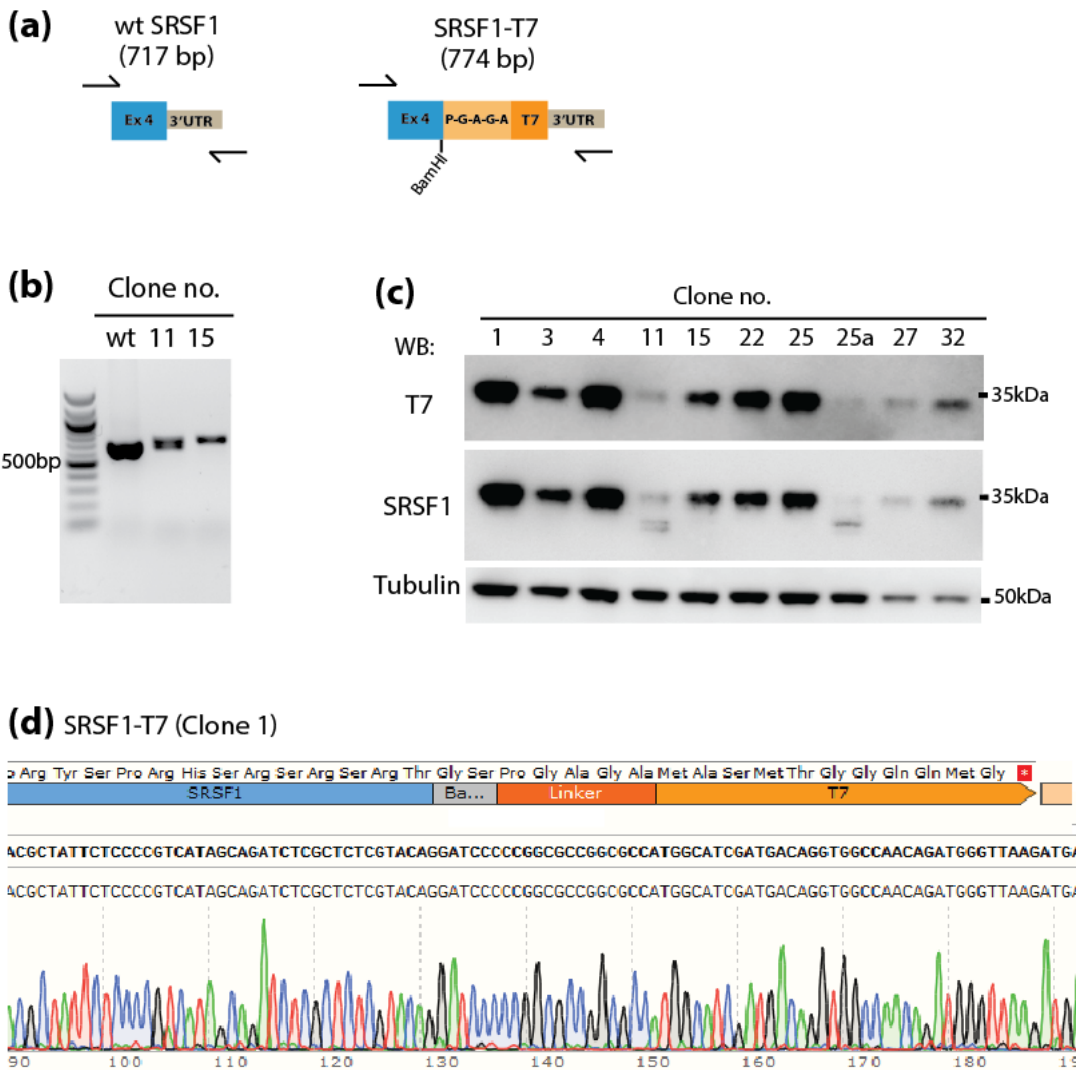 (a)
wt SRSF1
(717 bp)
SRSF1-T7
(774 bp)
Ex 4 3'UTR
Ex 4 P-G-A-G-A T7 3'UTR
BamHI
(b)
Clone no.
wt 11 15
500bp
(c)
Clone no.
WB: 1 3 4 11 15 22 25 25a 27 32
T7
35kDa
SRSF1
35kDa
Tubulin
50kDa
(d) SRSF1-T7 (Clone 1)
Arg Tyr Ser Pro Arg His Ser Arg Ser Arg Ser Arg Thr Gly Ser Pro Gly Ala Gly Ala Met Ala Ser Met Thr Gly Gly Gln Gln Met Gly *
SRSF1 Ba... Linker T7
ACGCTATTCTCCCCGTCATAGCAGATCTCGCTCTCGTACAGGATCCCCCGGCGCCGGCGCCATGGCATCGATGACAGGTGGCCAACAGATGGGTTAAGATGA
ACGCTATTCTCCCCGTCATAGCAGATCTCGCTCTCGTACAGGATCCCCCGGCGCCGGCGCCATGGCATCGATGACAGGTGGCCAACAGATGGGTTAAGATGA
90 100 110 120 130 140 150 160 170 180 19